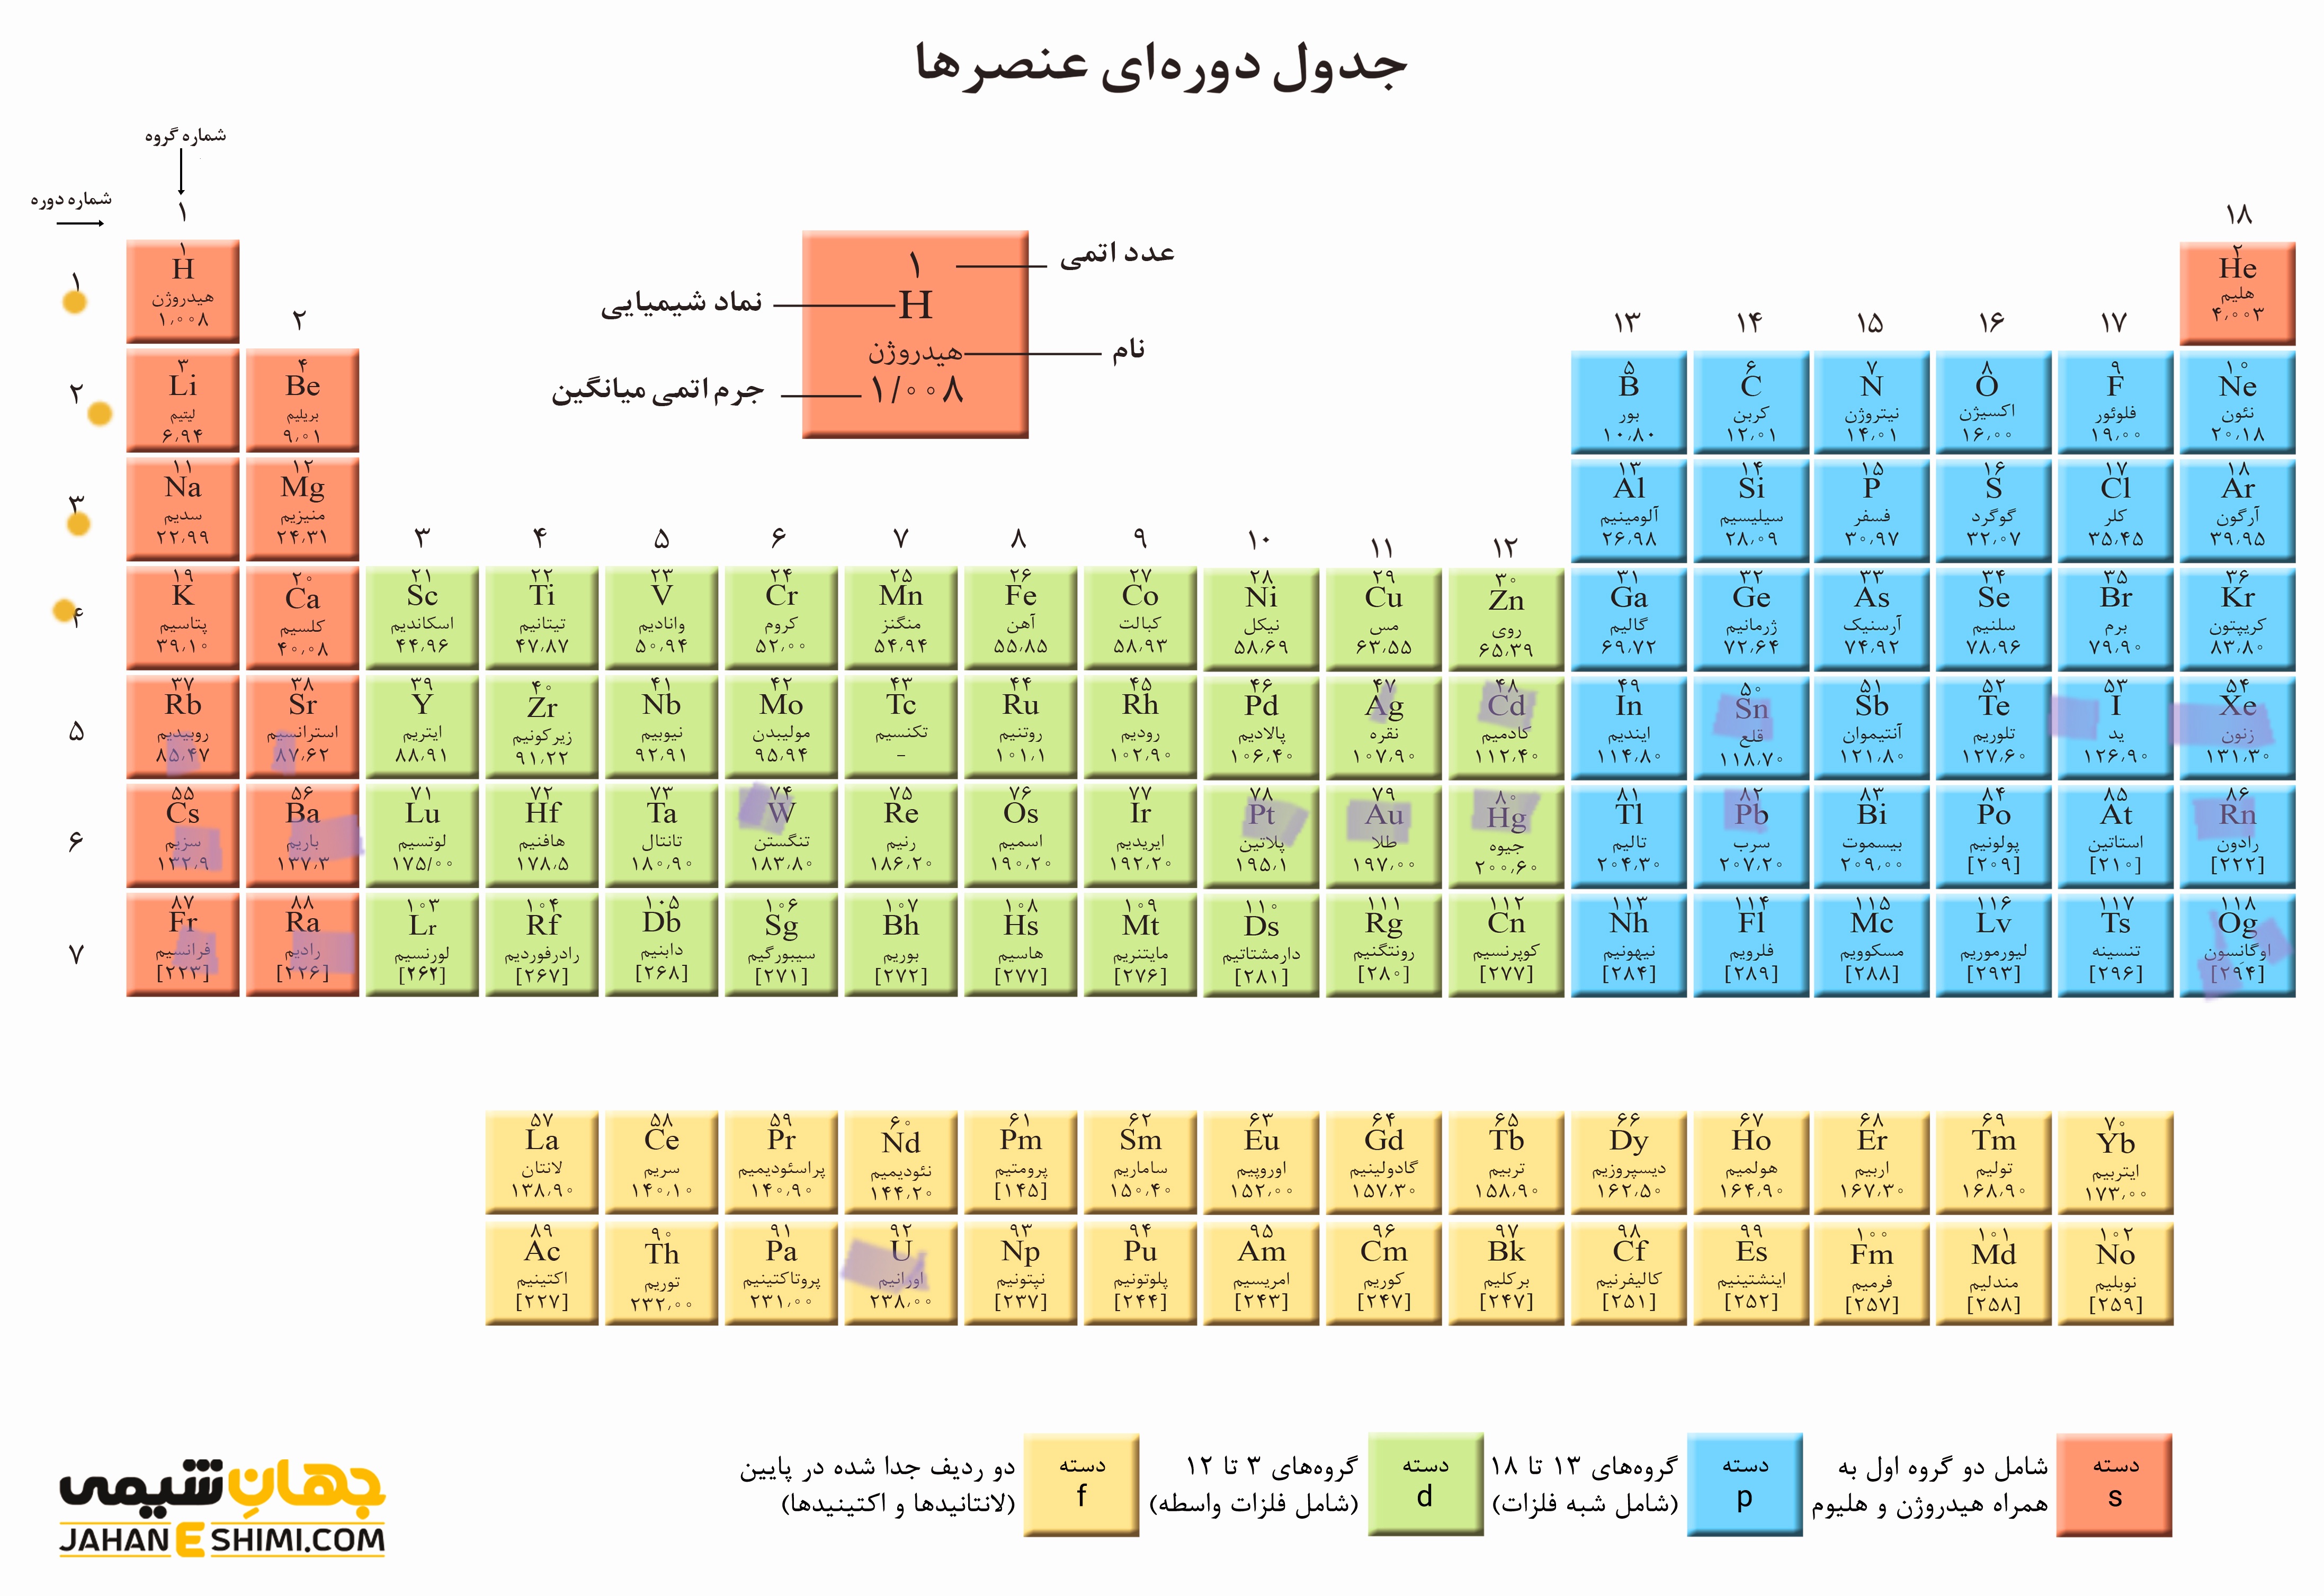 جدول دوره‌ای عنصرها
شماره گروه
شماره دوره
۱
۱۸
۱
H
هیدروژن
۱/۰۰۸
عدد اتمی
نماد شیمیایی
نام
جرم اتمی میانگین
۱
۱ H هیدروژن ۱٫۰۰۸
۲ He هلیم ۴٫۰۰۳
۲ ۱۳ ۱۴ ۱۵ ۱۶ ۱۷
۲
۳ ۴ ۵ ۶ ۷ ۸ ۹ ۱۰
Li Be B C N O F Ne
لیتیم بریلیم بور کربن نیتروژن اکسیژن فلوئور نئون
۶٫۹۴ ۹٫۰۱ ۱۰٫۸۰ ۱۲٫۰۱ ۱۴٫۰۱ ۱۶٫۰۰ ۱۹٫۰۰ ۲۰٫۱۸
۳
۱۱ ۱۲ ۱۳ ۱۴ ۱۵ ۱۶ ۱۷ ۱۸
Na Mg Al Si P S Cl Ar
سدیم منیزیم آلومینیم سیلیسیم فسفر گوگرد کلر آرگون
۲۲٫۹۹ ۲۴٫۳۱ ۲۶٫۹۸ ۲۸٫۰۹ ۳۰٫۹۷ ۳۲٫۰۷ ۳۵٫۴۵ ۳۹٫۹۵
۳ ۴ ۵ ۶ ۷ ۸ ۹ ۱۰ ۱۱ ۱۲
۴
۱۹ ۲۰ ۲۱ ۲۲ ۲۳ ۲۴ ۲۵ ۲۶ ۲۷ ۲۸ ۲۹ ۳۰ ۳۱ ۳۲ ۳۳ ۳۴ ۳۵ ۳۶
K Ca Sc Ti V Cr Mn Fe Co Ni Cu Zn Ga Ge As Se Br Kr
پتاسیم کلسیم اسکاندیم تیتانیم وانادیم کروم منگنز آهن کبالت نیکل مس روی گالیم ژرمانیم آرسنیک سلنیم برم کریپتون
۳۹٫۱۰ ۴۰٫۰۸ ۴۴٫۹۶ ۴۷٫۸۷ ۵۰٫۹۴ ۵۲٫۰۰ ۵۴٫۹۴ ۵۵٫۸۵ ۵۸٫۹۳ ۵۸٫۶۹ ۶۳٫۵۵ ۶۵٫۳۹ ۶۹٫۷۲ ۷۲٫۶۴ ۷۴٫۹۲ ۷۸٫۹۶ ۷۹٫۹۰ ۸۳٫۸۰
۵
۳۷ ۳۸ ۳۹ ۴۰ ۴۱ ۴۲ ۴۳ ۴۴ ۴۵ ۴۶ ۴۷ ۴۸ ۴۹ ۵۰ ۵۱ ۵۲ ۵۳ ۵۴
Rb Sr Y Zr Nb Mo Tc Ru Rh Pd Ag Cd In Sn Sb Te I Xe
روبیدیم استرانسیم ایتریم زیرکونیم نیوبیم مولیبدن تکنسیم روتنیم رودیم پالادیم نقره کادمیم ایندیم قلع آنتیموان تلوریم ید زنون
۸۵٫۴۷ ۸۷٫۶۲ ۸۸٫۹۱ ۹۱٫۲۲ ۹۲٫۹۱ ۹۵٫۹۴ – ۱۰۱٫۱ ۱۰۲٫۹۰ ۱۰۶٫۴۰ ۱۰۷٫۹۰ ۱۱۲٫۴۰ ۱۱۴٫۸۰ ۱۱۸٫۷۰ ۱۲۱٫۸۰ ۱۲۷٫۶۰ ۱۲۶٫۹۰ ۱۳۱٫۳۰
۶
۵۵ ۵۶ ۷۱ ۷۲ ۷۳ ۷۴ ۷۵ ۷۶ ۷۷ ۷۸ ۷۹ ۸۰ ۸۱ ۸۲ ۸۳ ۸۴ ۸۵ ۸۶
Cs Ba Lu Hf Ta W Re Os Ir Pt Au Hg Tl Pb Bi Po At Rn
سزیم باریم لوتسیم هافنیم تانتال تنگستن رنیم اسمیم ایریدیم پلاتین طلا جیوه تالیم سرب بیسموت پولونیم استاتین رادون
۱۳۲٫۹ ۱۳۷٫۳ ۱۷۵/۰۰ ۱۷۸٫۵ ۱۸۰٫۹۰ ۱۸۳٫۸۰ ۱۸۶٫۲۰ ۱۹۰٫۲۰ ۱۹۲٫۲۰ ۱۹۵٫۱ ۱۹۷٫۰۰ ۲۰۰٫۶۰ ۲۰۴٫۳۰ ۲۰۷٫۲۰ ۲۰۹٫۰۰ [۲۰۹] [۲۱۰] [۲۲۲]
۷
۸۷ ۸۸ ۱۰۳ ۱۰۴ ۱۰۵ ۱۰۶ ۱۰۷ ۱۰۸ ۱۰۹ ۱۱۰ ۱۱۱ ۱۱۲ ۱۱۳ ۱۱۴ ۱۱۵ ۱۱۶ ۱۱۷ ۱۱۸
Fr Ra Lr Rf Db Sg Bh Hs Mt Ds Rg Cn Nh Fl Mc Lv Ts Og
فرانسیم رادیم لورنسیم رادرفوردیم دابنیم سیبورگیم بوریم هاسیم مایتنریم دارمشتاتیم رونتگنیم کوپرنسیم نیهونیم فلرویم مسکوویم لیورموریم تنسینه اوگانِسون
[۲۲۳] [۲۲۶] [۲۶۲] [۲۶۷] [۲۶۸] [۲۷۱] [۲۷۲] [۲۷۷] [۲۷۶] [۲۸۱] [۲۸۰] [۲۷۷] [۲۸۴] [۲۸۹] [۲۸۸] [۲۹۳] [۲۹۶] [۲۹۴]
۵۷ ۵۸ ۵۹ ۶۰ ۶۱ ۶۲ ۶۳ ۶۴ ۶۵ ۶۶ ۶۷ ۶۸ ۶۹ ۷۰
La Ce Pr Nd Pm Sm Eu Gd Tb Dy Ho Er Tm Yb
لانتان سریم پراسئودیمیم نئودیمیم پرومتیم ساماریم اوروپیم گادولینیم تربیم دیسپروزیم هولمیم اربیم تولیم ایتربیم
۱۳۸٫۹۰ ۱۴۰٫۱۰ ۱۴۰٫۹۰ ۱۴۴٫۲۰ [۱۴۵] ۱۵۰٫۴۰ ۱۵۲٫۰۰ ۱۵۷٫۳۰ ۱۵۸٫۹۰ ۱۶۲٫۵۰ ۱۶۴٫۹۰ ۱۶۷٫۳۰ ۱۶۸٫۹۰ ۱۷۳٫۰۰
۸۹ ۹۰ ۹۱ ۹۲ ۹۳ ۹۴ ۹۵ ۹۶ ۹۷ ۹۸ ۹۹ ۱۰۰ ۱۰۱ ۱۰۲
Ac Th Pa U Np Pu Am Cm Bk Cf Es Fm Md No
اکتینیم توریم پروتاکتینیم اورانیم نپتونیم پلوتونیم امریسیم کوریم برکلیم کالیفرنیم اینشتینیم فرمیم مندلیم نوبلیم
[۲۲۷] ۲۳۲٫۰۰ ۲۳۱٫۰۰ ۲۳۸٫۰۰ [۲۳۷] [۲۴۴] [۲۴۳] [۲۴۷] [۲۴۷] [۲۵۱] [۲۵۲] [۲۵۷] [۲۵۸] [۲۵۹]
دسته s
شامل دو گروه اول به
همراه هیدروژن و هلیوم
دسته p
گروه‌های ۱۳ تا ۱۸
(شامل شبه فلزات)
دسته d
گروه‌های ۳ تا ۱۲
(شامل فلزات واسطه)
دسته f
دو ردیف جدا شده در پایین
(لانتانیدها و اکتینیدها)
جهانِ شیمی
JAHAN E SHIMI.COM